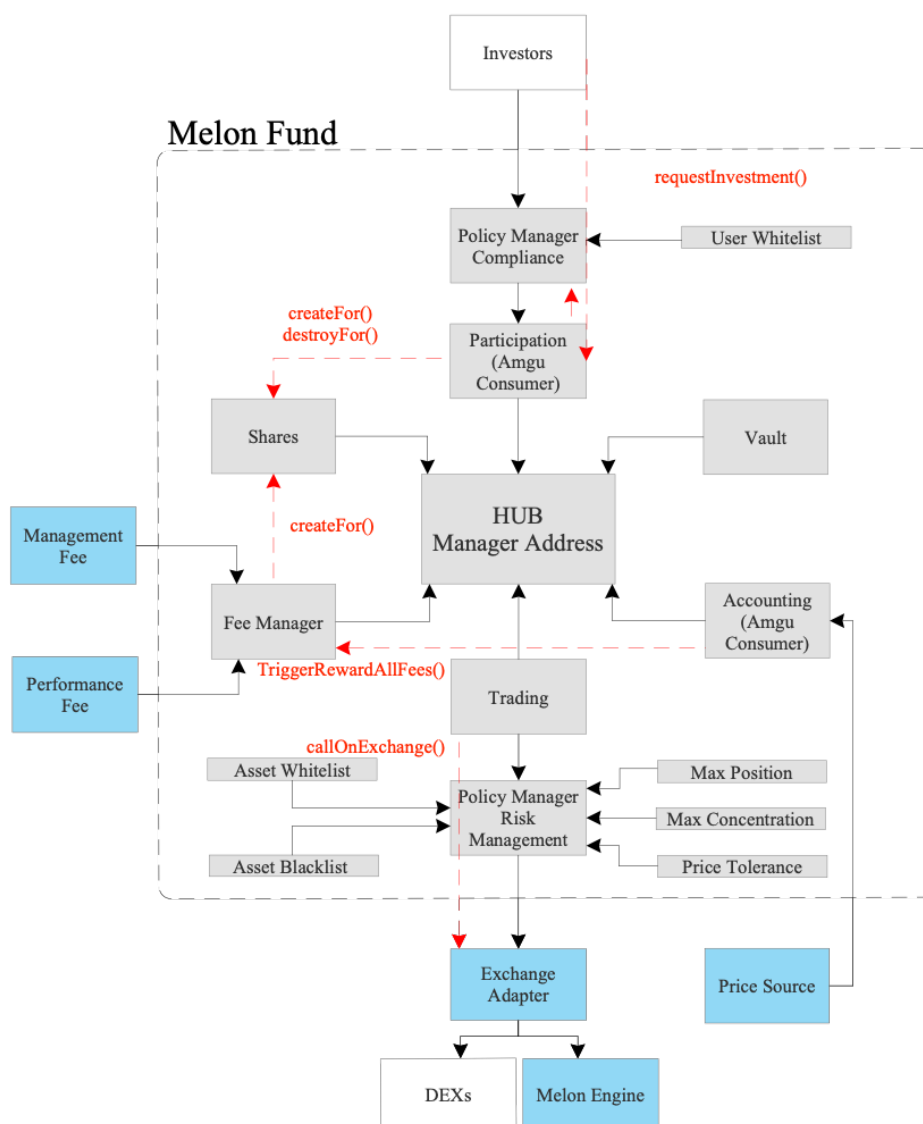 Investors
Melon Fund
requestInvestment()
Policy Manager
Compliance
User Whitelist
createFor()
destroyFor()
Participation
(Amgu
Consumer)
Shares
Vault
HUB
Manager Address
createFor()
Management
Fee
Fee Manager
Accounting
(Amgu
Consumer)
TriggerRewardAllFees()
Performance
Fee
Trading
callOnExchange()
Asset Whitelist
Max Position
Policy Manager
Risk
Management
Max Concentration
Asset Blacklist
Price Tolerance
Exchange
Adapter
Price Source
DEXs
Melon Engine